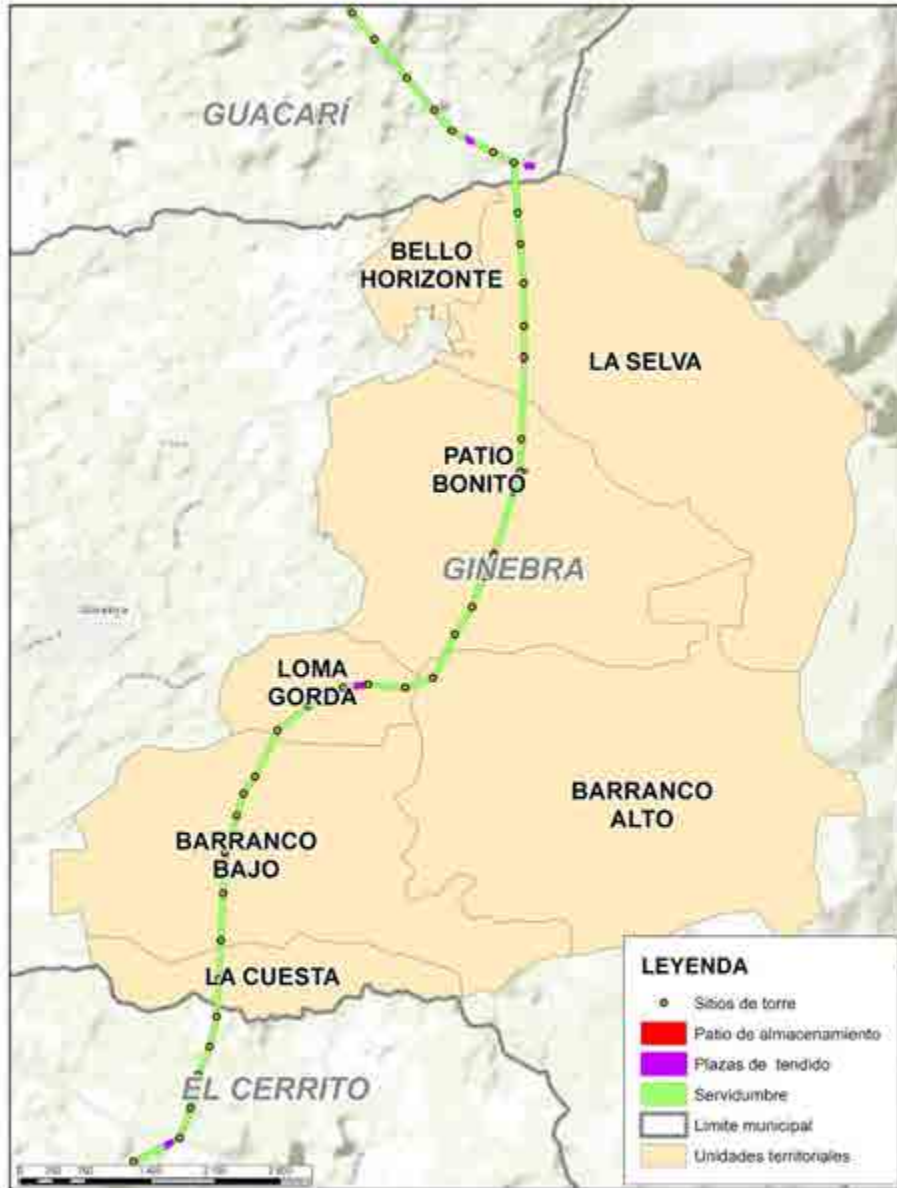 GUACARÍ
BELLO
HORIZONTE
LA SELVA
PATIO
BONITO
GINEBRA
LOMA
GORDA
BARRANCO
ALTO
BARRANCO
BAJO
LA CUESTA
EL CERRITO
LEYENDA
Sitios de torre
Patio de almacenamiento
Plazas de tendido
Servidumbre
Limite municipal
Unidades territoriales